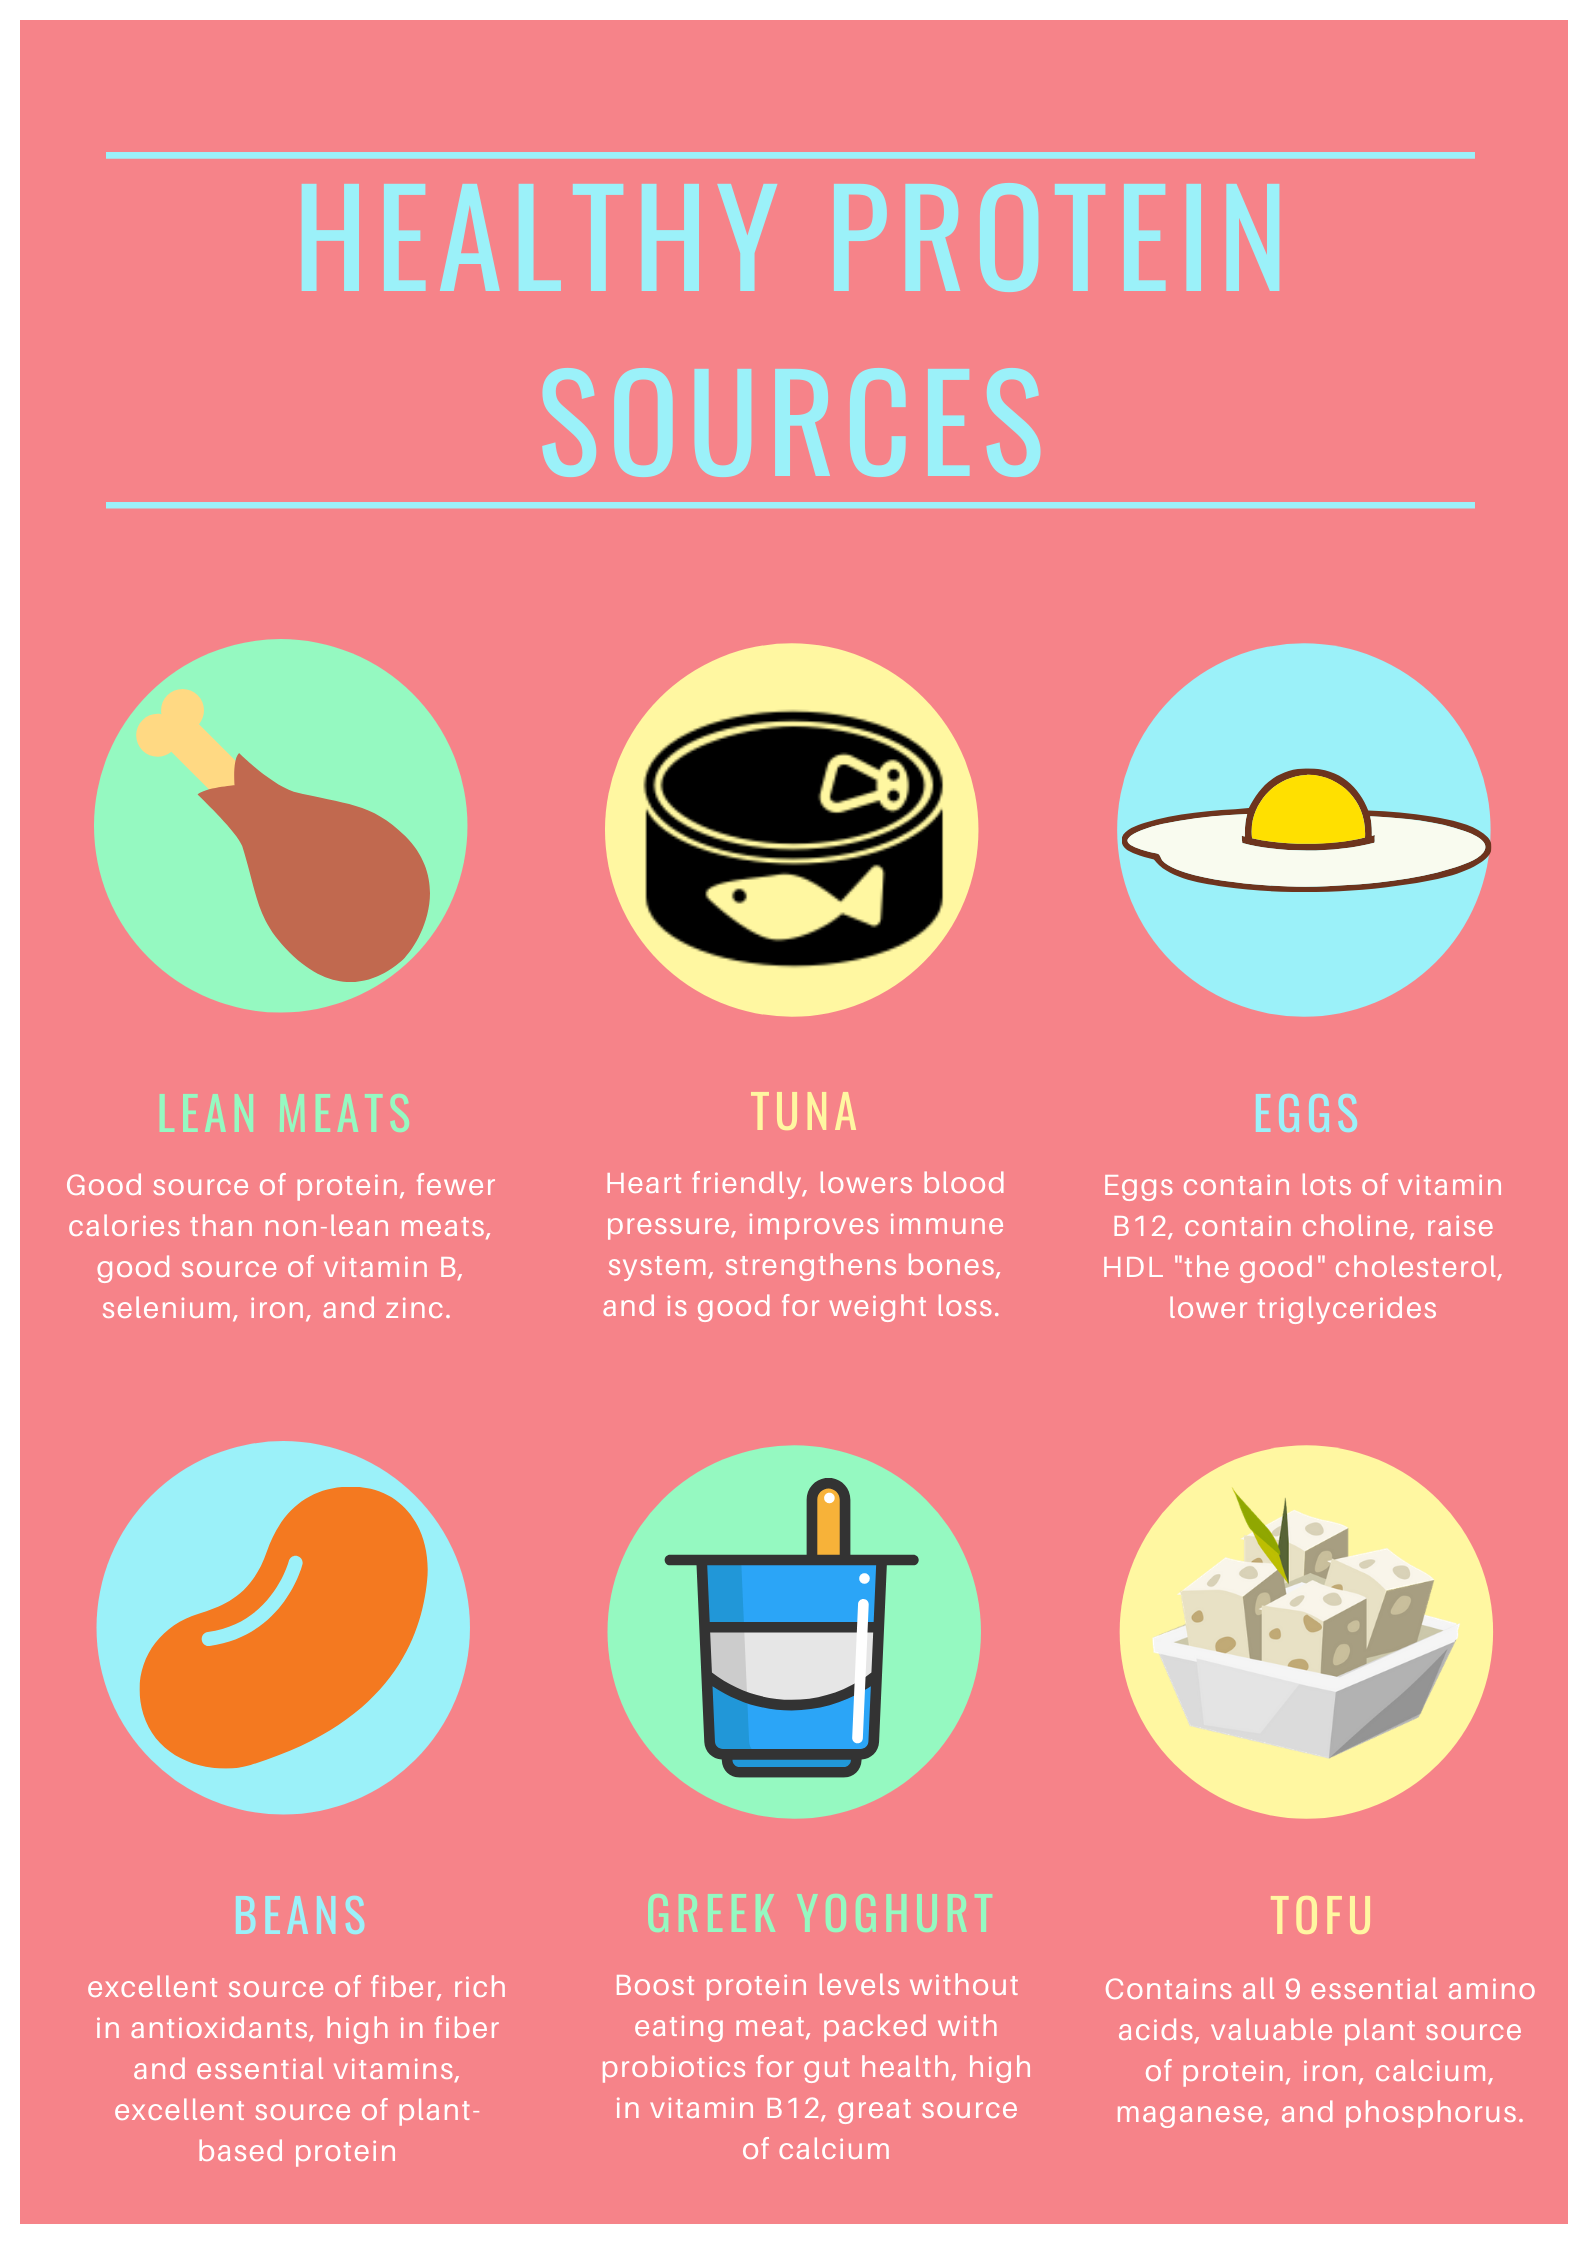 HEALTHY PROTEIN
SOURCES
LEAN MEATS
Good source of protein, fewer
calories than non-lean meats,
good source of vitamin B,
selenium, iron, and zinc.
TUNA
Heart friendly, lowers blood
pressure, improves immune
system, strengthens bones,
and is good for weight loss.
EGGS
Eggs contain lots of vitamin
B12, contain choline, raise
HDL "the good" cholesterol,
lower triglycerides
BEANS
excellent source of fiber, rich
in antioxidants, high in fiber
and essential vitamins,
excellent source of plant-
based protein
GREEK YOGHURT
Boost protein levels without
eating meat, packed with
probiotics for gut health, high
in vitamin B12, great source
of calcium
TOFU
Contains all 9 essential amino
acids, valuable plant source
of protein, iron, calcium,
maganese, and phosphorus.